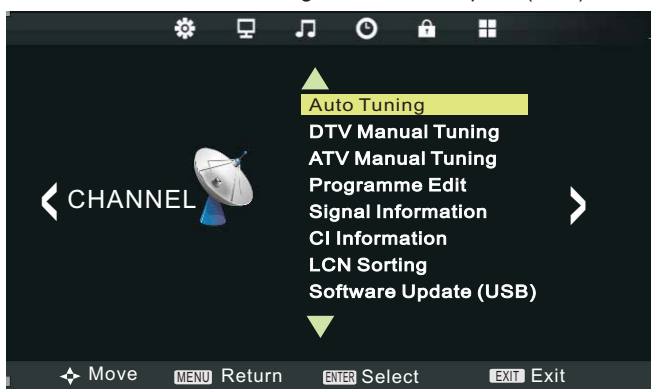 CHANNEL
Auto Tuning
DTV Manual Tuning
ATV Manual Tuning
Programme Edit
Signal Information
CI Information
LCN Sorting
Software Update (USB)
Move MENU Return ENTER Select EXIT Exit